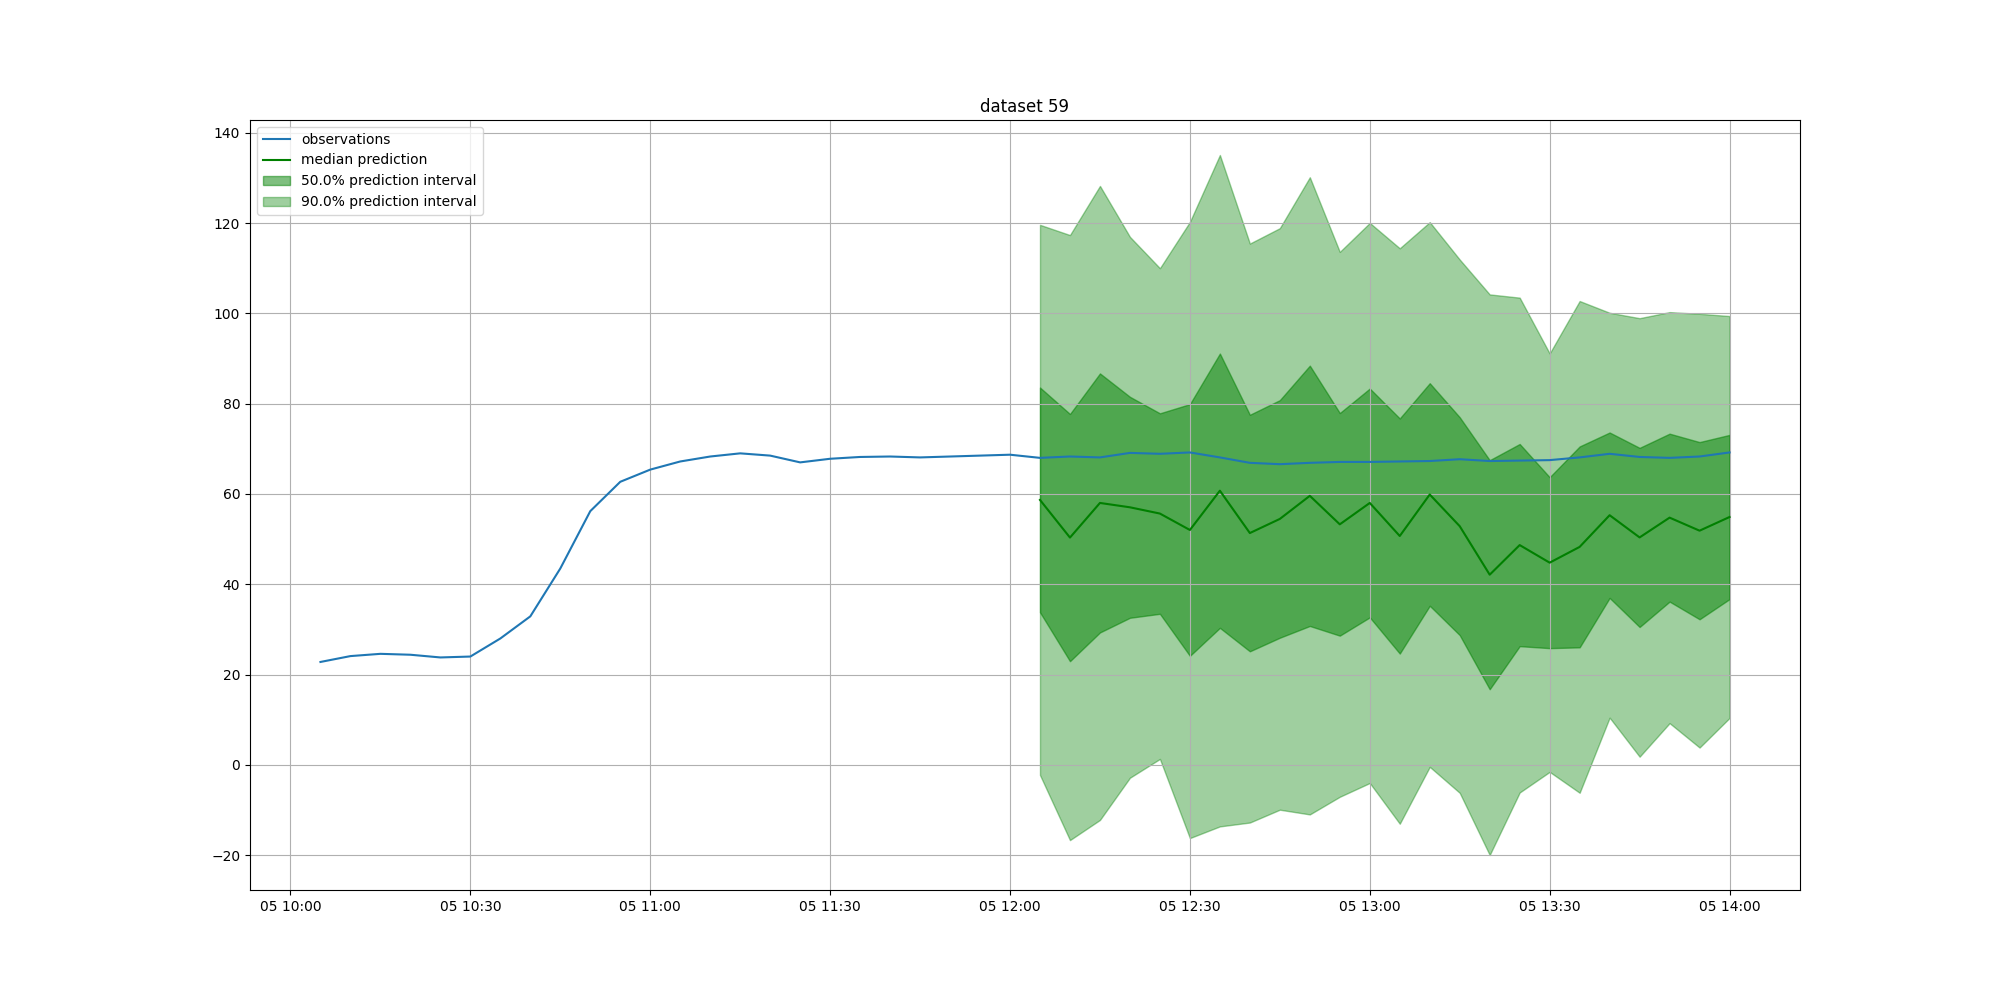 dataset 59
observations
median prediction
50.0% prediction interval
90.0% prediction interval
140
120
100
80
60
40
20
0
−20
05 10:00 05 10:30 05 11:00 05 11:30 05 12:00 05 12:30 05 13:00 05 13:30 05 14:00